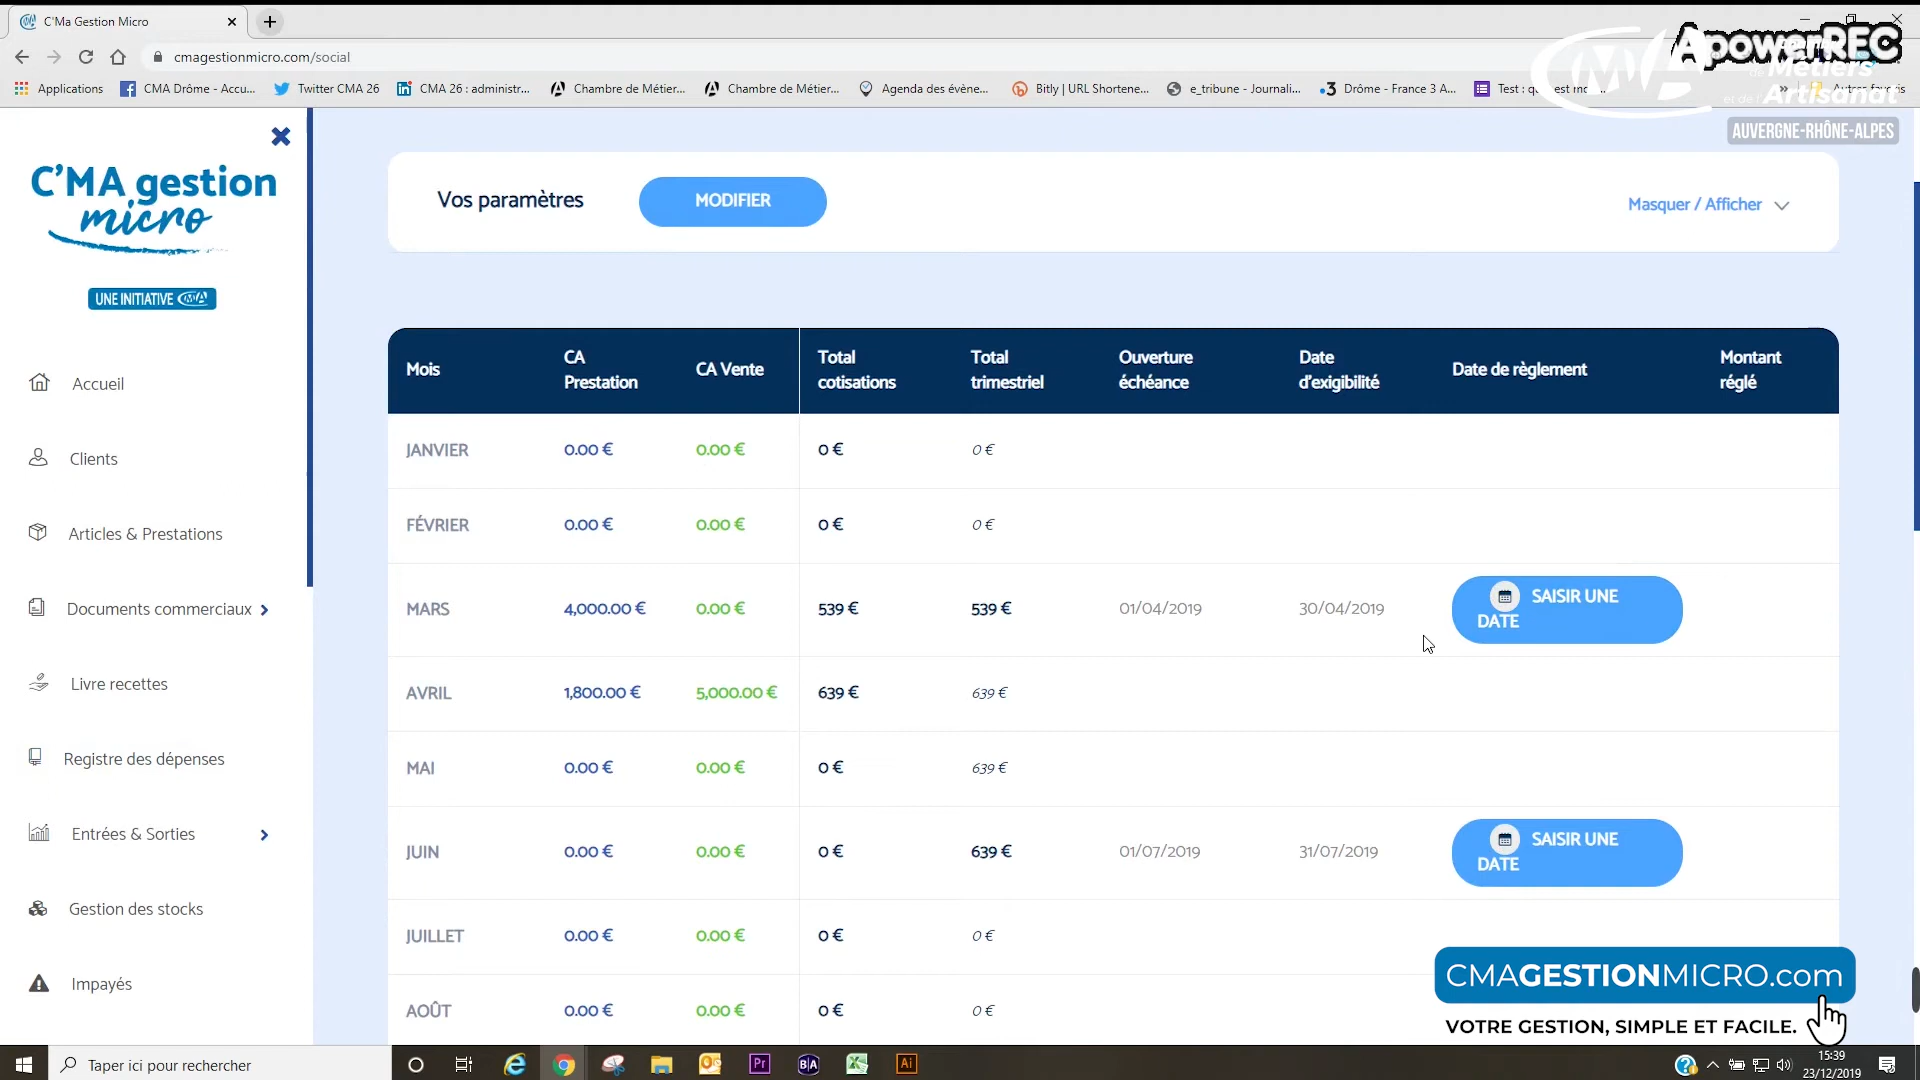 C'Ma Gestion Micro
ApowerREC
cmagestionmicro.com/social
Métiers
et de l'Artisanat
AUVERGNE-RHÔNE-ALPES
Applications
CMA Drôme - Accu...
Twitter CMA 26
CMA 26 : administr...
Chambre de Métier...
Chambre de Métier...
Agenda des évène...
Bitly | URL Shortene...
e_tribune - Journali...
Drôme - France 3 A...
C'MA gestion
micro
UNE INITIATIVE CMA
Accueil
Clients
Articles & Prestations
Documents commerciaux
Livre recettes
Registre des dépenses
Entrées & Sorties
Gestion des stocks
Impayés
Vos paramètres MODIFIER Masquer / Afficher
Mois CA Prestation CA Vente Total cotisations Total trimestriel Ouverture échéance Date d'exigibilité Date de règlement Montant réglé
JANVIER 0.00 € 0.00 € 0 € 0 €
FÉVRIER 0.00 € 0.00 € 0 € 0 €
MARS 4,000.00 € 0.00 € 539 € 539 € 01/04/2019 30/04/2019 SAISIR UNE DATE
AVRIL 1,800.00 € 5,000.00 € 639 € 639 €
MAI 0.00 € 0.00 € 0 € 639 €
JUIN 0.00 € 0.00 € 0 € 639 € 01/07/2019 31/07/2019 SAISIR UNE DATE
JUILLET 0.00 € 0.00 € 0 € 0 €
AOÛT 0.00 € 0.00 € 0 € 0 €
CMAGESTIONMICRO.com
VOTRE GESTION, SIMPLE ET FACILE.
Taper ici pour rechercher
Pr
B/A
Ai
15:39
23/12/2019